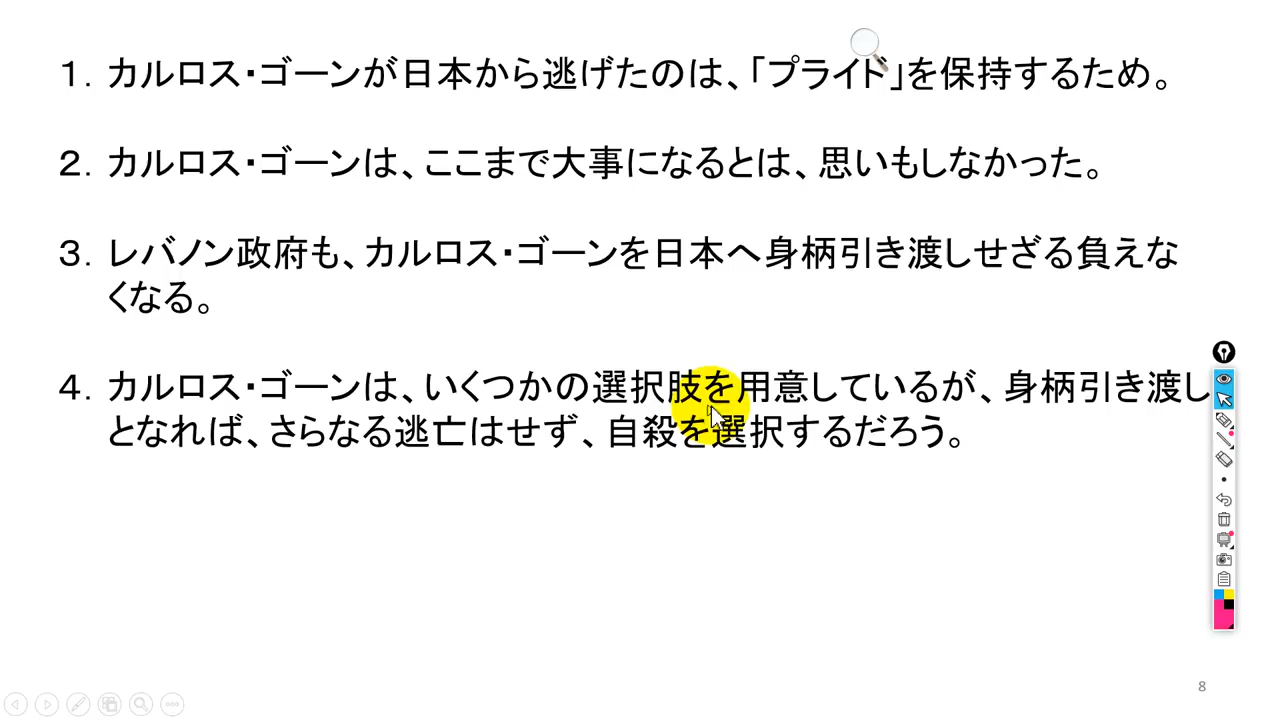 １．カルロス・ゴーンが日本から逃げたのは、「プライド」を保持するため。
２．カルロス・ゴーンは、ここまで大事になるとは、思いもしなかった。
３．レバノン政府も、カルロス・ゴーンを日本へ身柄引き渡しせざる負えな
くなる。
４．カルロス・ゴーンは、いくつかの選択肢を用意しているが、身柄引き渡し
となれば、さらなる逃亡はせず、自殺を選択するだろう。
8